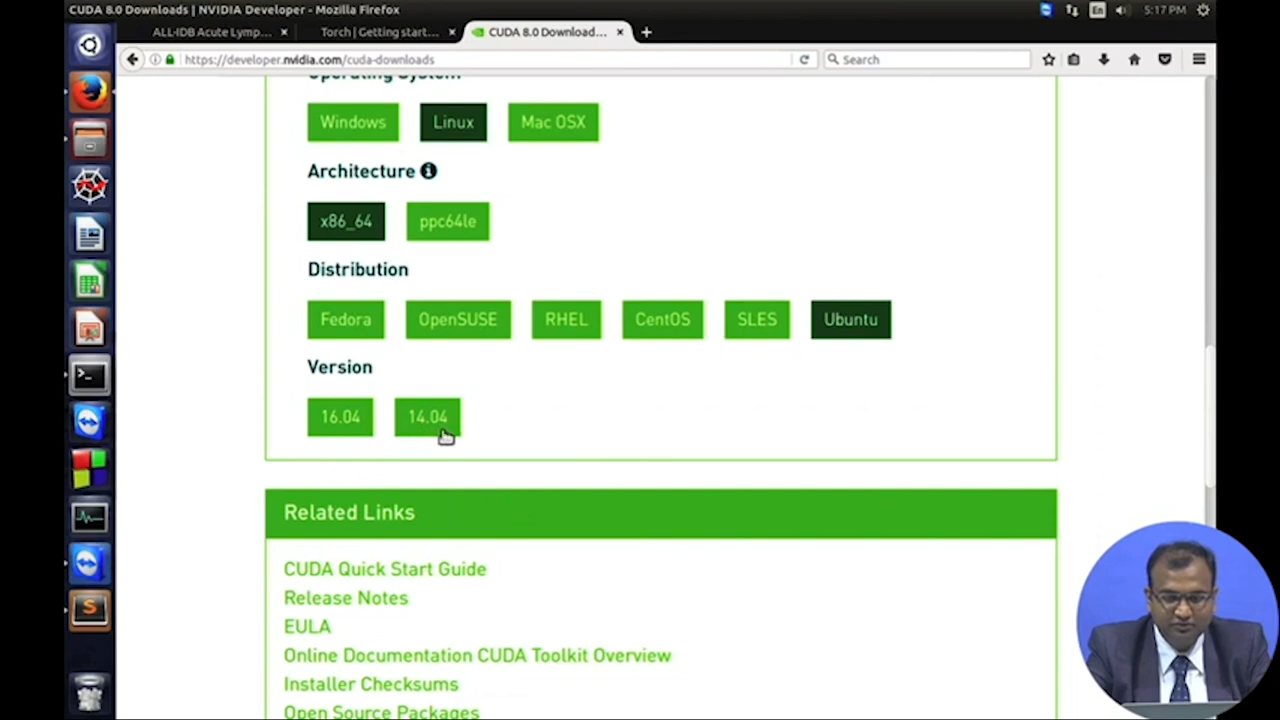 CUDA 8.0 Downloads | NVIDIA Developer - Mozilla Firefox
En
5:17 PM
ALL-IDB Acute Lymp...
Torch | Getting start...
CUDA 8.0 Download...
https://developer.nvidia.com/cuda-downloads
Search
Operating System
Windows
Linux
Mac OSX
Architecture
x86_64
ppc64le
Distribution
Fedora
OpenSUSE
RHEL
CentOS
SLES
Ubuntu
Version
16.04
14.04
Related Links
CUDA Quick Start Guide
Release Notes
EULA
Online Documentation CUDA Toolkit Overview
Installer Checksums
Open Source Packages